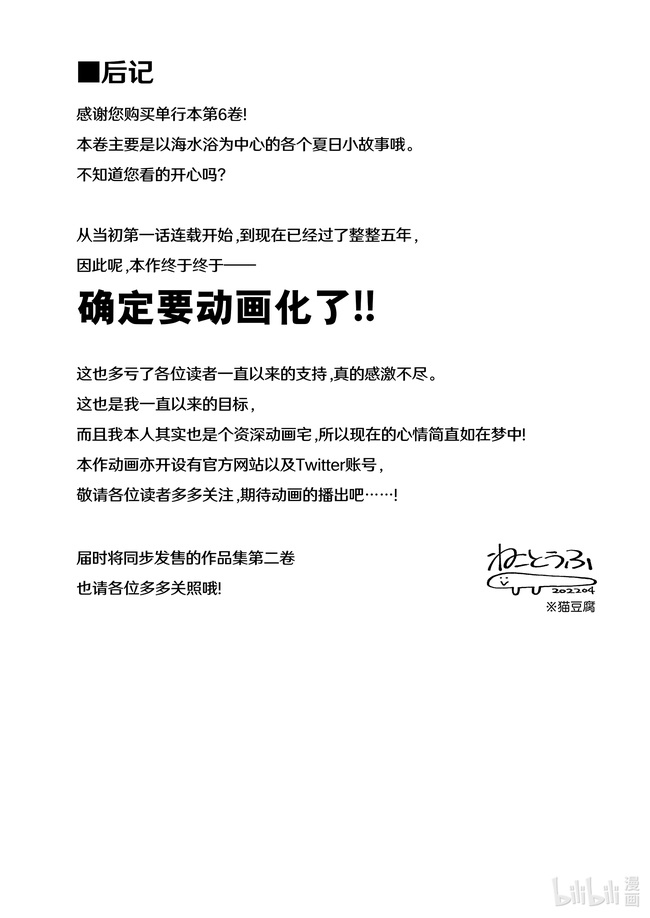 ■后记
感谢您购买单行本第6卷!
本卷主要是以海水浴为中心的各个夏日小故事哦。
不知道您看的开心吗?
从当初第一话连载开始,到现在已经过了整整五年,
因此呢,本作终于终于——
确定要动画化了!!
这也多亏了各位读者一直以来的支持,真的感激不尽。
这也是我一直以来的目标,
而且我本人其实也是个资深动画宅,所以现在的心情简直如在梦中!
本作动画亦开设有官方网站以及Twitter账号,
敬请各位读者多多关注,期待动画的播出吧……!
届时将同步发售的作品集第二卷
也请各位多多关照哦!
ねことうふ
202204
※猫豆腐
bilibili漫画